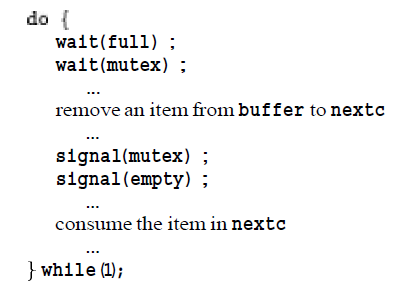 do {
wait(full) ;
wait(mutex) ;
...
remove an item from buffer to nextc
...
signal(mutex) ;
signal(empty) ;
...
consume the item in nextc
...
} while(1);